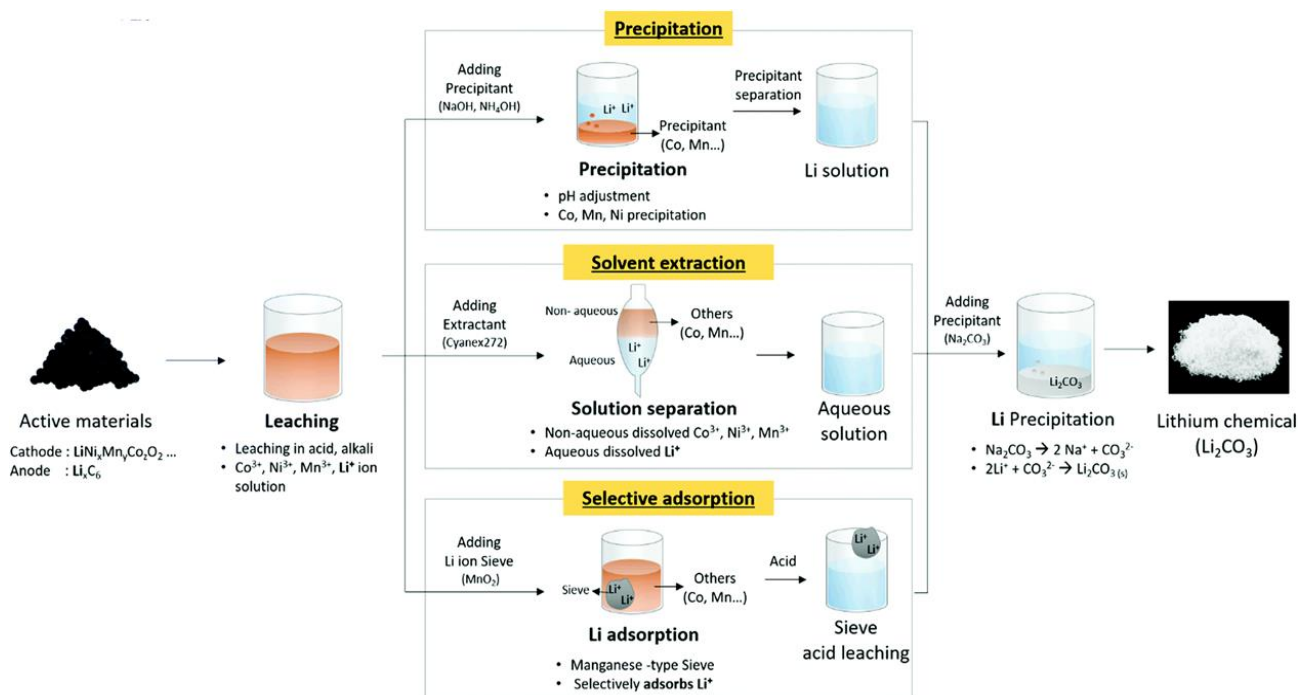 Precipitation
Adding
Precipitant
(NaOH, NH₄OH)
Li⁺ Li⁺
Precipitant
(Co, Mn...)
Precipitation
• pH adjustment
• Co, Mn, Ni precipitation
Precipitant
separation
Li solution
Solvent extraction
Adding
Extractant
(Cyanex272)
Non- aqueous
Aqueous
Li⁺
Li⁺
Others
(Co, Mn...)
Solution separation
• Non-aqueous dissolved Co³⁺, Ni³⁺, Mn³⁺
• Aqueous dissolved Li⁺
Aqueous
solution
Selective adsorption
Adding
Li ion Sieve
(MnO₂)
Sieve
Li⁺
Li⁺
Others
(Co, Mn...)
Li adsorption
• Manganese -type Sieve
• Selectively adsorbs Li⁺
Acid
Li⁺
Li⁺
Sieve
acid leaching
Active materials
Cathode : LiNiₓMnᵧCo₂O₂ ...
Anode : LiₓC₆
Leaching
• Leaching in acid, alkali
• Co³⁺, Ni³⁺, Mn³⁺, Li⁺ ion
solution
Adding
Precipitant
(Na₂CO₃)
Li₂CO₃
Li Precipitation
• Na₂CO₃ → 2 Na⁺ + CO₃²⁻
• 2Li⁺ + CO₃²⁻ → Li₂CO₃ (s)
Lithium chemical
(Li₂CO₃)